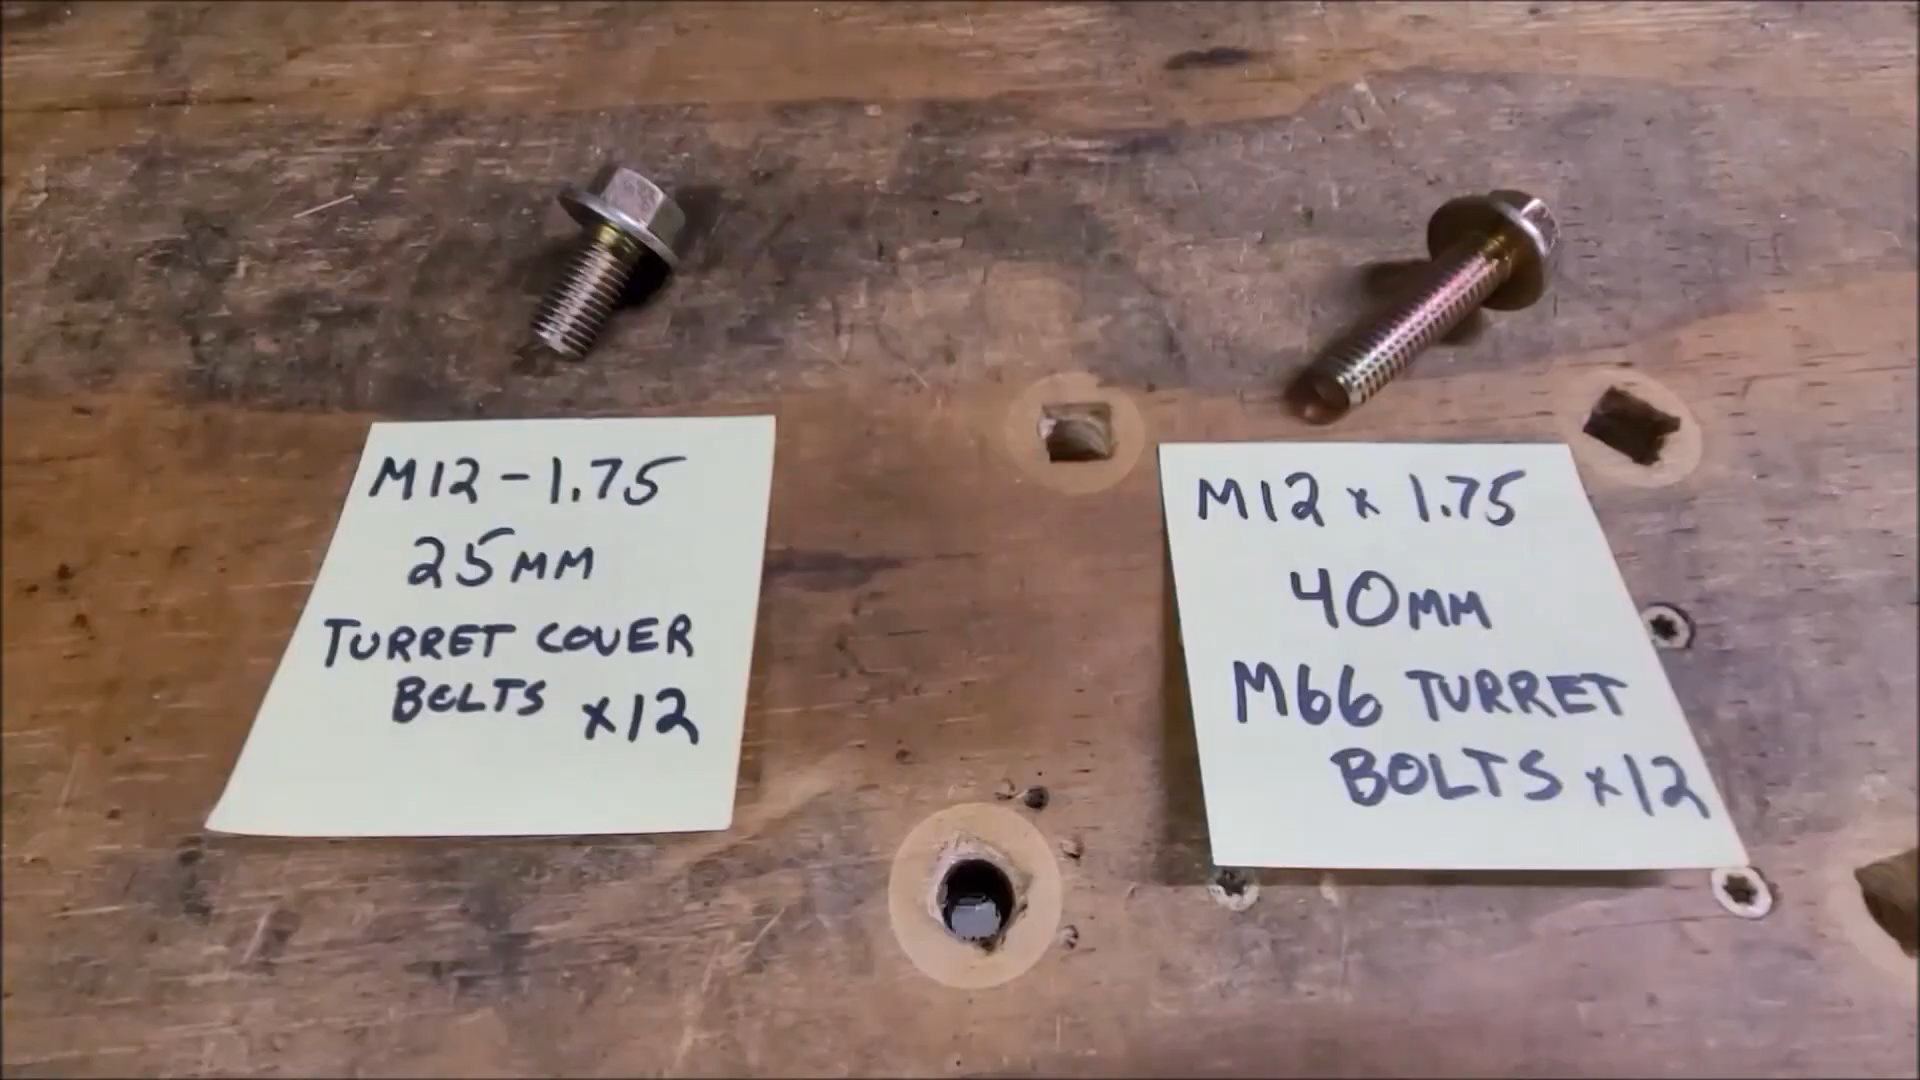 M12 - 1.75
25MM
TURRET COVER
BOLTS x12
M12 x 1.75
40MM
M66 TURRET
BOLTS x12